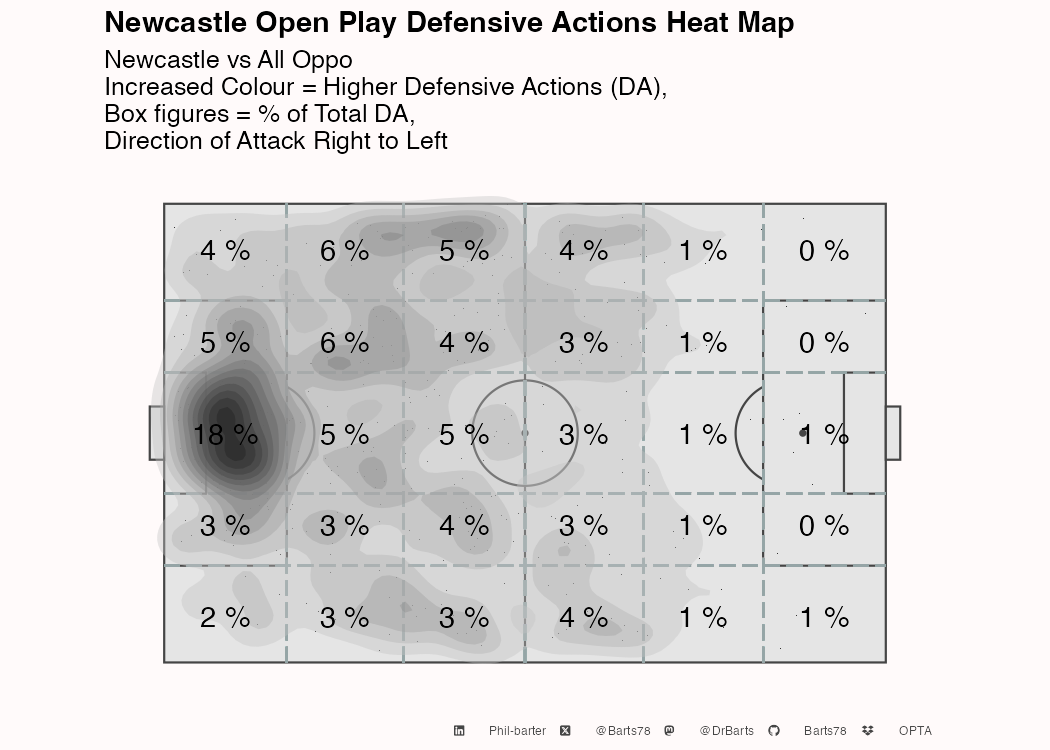 Newcastle Open Play Defensive Actions Heat Map
Newcastle vs All Oppo
Increased Colour = Higher Defensive Actions (DA),
Box figures = % of Total DA,
Direction of Attack Right to Left
4 % 6 % 5 % 4 % 1 % 0 %
5 % 6 % 4 % 3 % 1 % 0 %
18 % 5 % 5 % 3 % 1 % 1 %
3 % 3 % 4 % 3 % 1 % 0 %
2 % 3 % 3 % 4 % 1 % 1 %
Phil-barter @Barts78 @DrBarts Barts78 OPTA